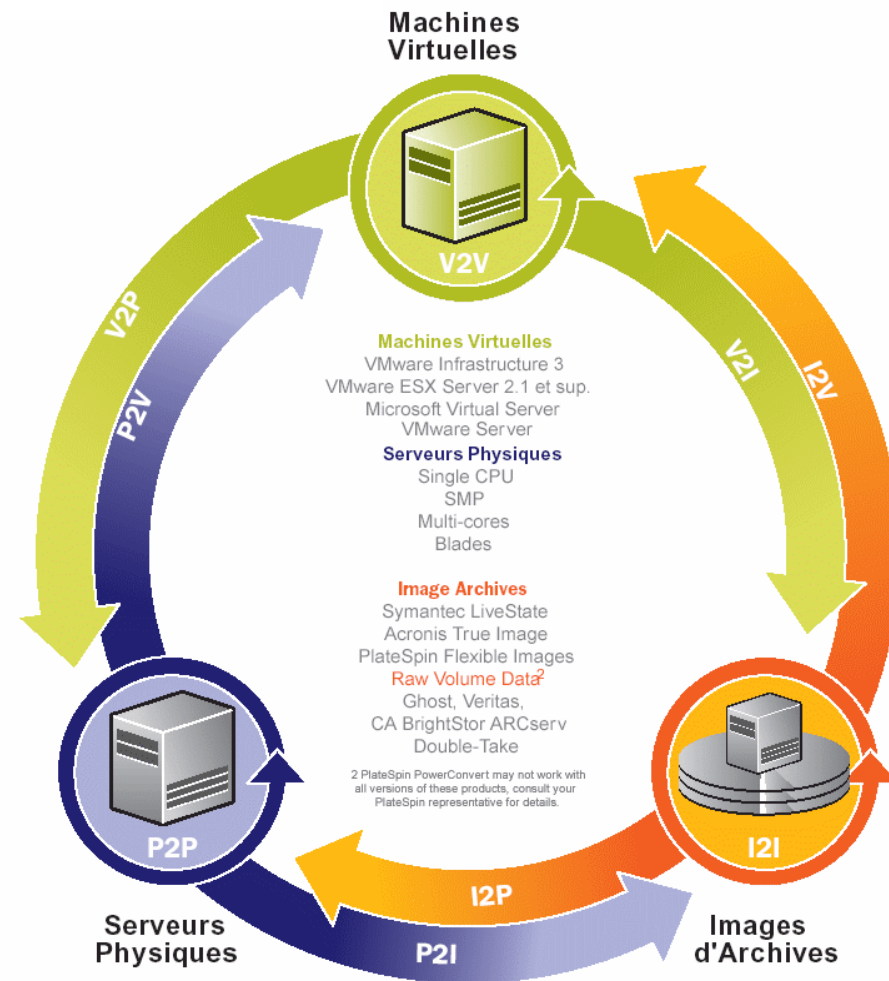 Machines
Virtuelles
V2V
V2P
P2V
V2I
I2V
Machines Virtuelles
VMware Infrastructure 3
VMware ESX Server 2.1 et sup.
Microsoft Virtual Server
VMware Server
Serveurs Physiques
Single CPU
SMP
Multi-cores
Blades
Image Archives
Symantec LiveState
Acronis True Image
PlateSpin Flexible Images
Raw Volume Data2
Ghost, Veritas,
CA BrightStor ARCserv
Double-Take
2 PlateSpin PowerConvert may not work with
all versions of these products, consult your
PlateSpin representative for details.
P2P
I2I
I2P
P2I
Serveurs
Physiques
Images
d'Archives